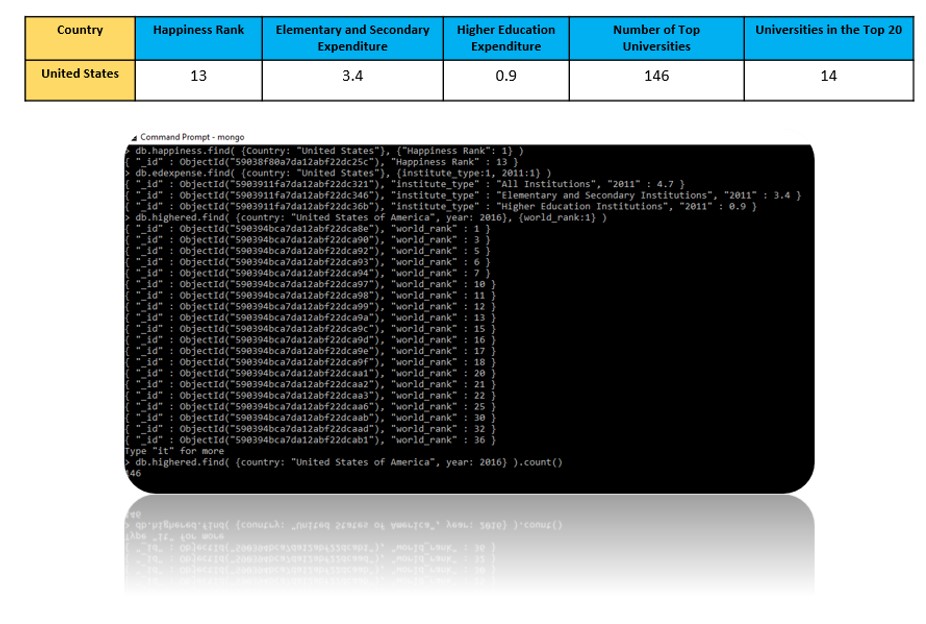 Country Happiness Rank Elementary and Secondary Expenditure Higher Education Expenditure Number of Top Universities Universities in the Top 20
United States 13 3.4 0.9 146 14
Command Prompt - mongo
> db.happiness.find( {Country: "United States"}, {"Happiness Rank": 1} )
{ "_id" : ObjectId("59038f80a7da12abf22dc25c"), "Happiness Rank" : 13 }
> db.edexpense.find( {country: "United States"}, {institute_type:1, 2011:1} )
{ "_id" : ObjectId("5903911fa7da12abf22dc321"), "institute_type" : "All Institutions", "2011" : 4.7 }
{ "_id" : ObjectId("5903911fa7da12abf22dc346"), "institute_type" : "Elementary and Secondary Institutions", "2011" : 3.4 }
{ "_id" : ObjectId("5903911fa7da12abf22dc36b"), "institute_type" : "Higher Education Institutions", "2011" : 0.9 }
> db.highered.find( {country: "United States of America", year: 2016}, {world_rank:1} )
{ "_id" : ObjectId("590394bca7da12abf22dca8e"), "world_rank" : 1 }
{ "_id" : ObjectId("590394bca7da12abf22dca90"), "world_rank" : 3 }
{ "_id" : ObjectId("590394bca7da12abf22dca92"), "world_rank" : 5 }
{ "_id" : ObjectId("590394bca7da12abf22dca93"), "world_rank" : 6 }
{ "_id" : ObjectId("590394bca7da12abf22dca94"), "world_rank" : 7 }
{ "_id" : ObjectId("590394bca7da12abf22dca97"), "world_rank" : 10 }
{ "_id" : ObjectId("590394bca7da12abf22dca98"), "world_rank" : 11 }
{ "_id" : ObjectId("590394bca7da12abf22dca99"), "world_rank" : 12 }
{ "_id" : ObjectId("590394bca7da12abf22dca9a"), "world_rank" : 13 }
{ "_id" : ObjectId("590394bca7da12abf22dca9c"), "world_rank" : 15 }
{ "_id" : ObjectId("590394bca7da12abf22dca9d"), "world_rank" : 16 }
{ "_id" : ObjectId("590394bca7da12abf22dca9e"), "world_rank" : 17 }
{ "_id" : ObjectId("590394bca7da12abf22dca9f"), "world_rank" : 18 }
{ "_id" : ObjectId("590394bca7da12abf22dcaa1"), "world_rank" : 20 }
{ "_id" : ObjectId("590394bca7da12abf22dcaa2"), "world_rank" : 21 }
{ "_id" : ObjectId("590394bca7da12abf22dcaa3"), "world_rank" : 22 }
{ "_id" : ObjectId("590394bca7da12abf22dcaa6"), "world_rank" : 25 }
{ "_id" : ObjectId("590394bca7da12abf22dcaab"), "world_rank" : 30 }
{ "_id" : ObjectId("590394bca7da12abf22dcaad"), "world_rank" : 32 }
{ "_id" : ObjectId("590394bca7da12abf22dcab1"), "world_rank" : 36 }
Type "it" for more
> db.highered.find( {country: "United States of America", year: 2016} ).count()
146